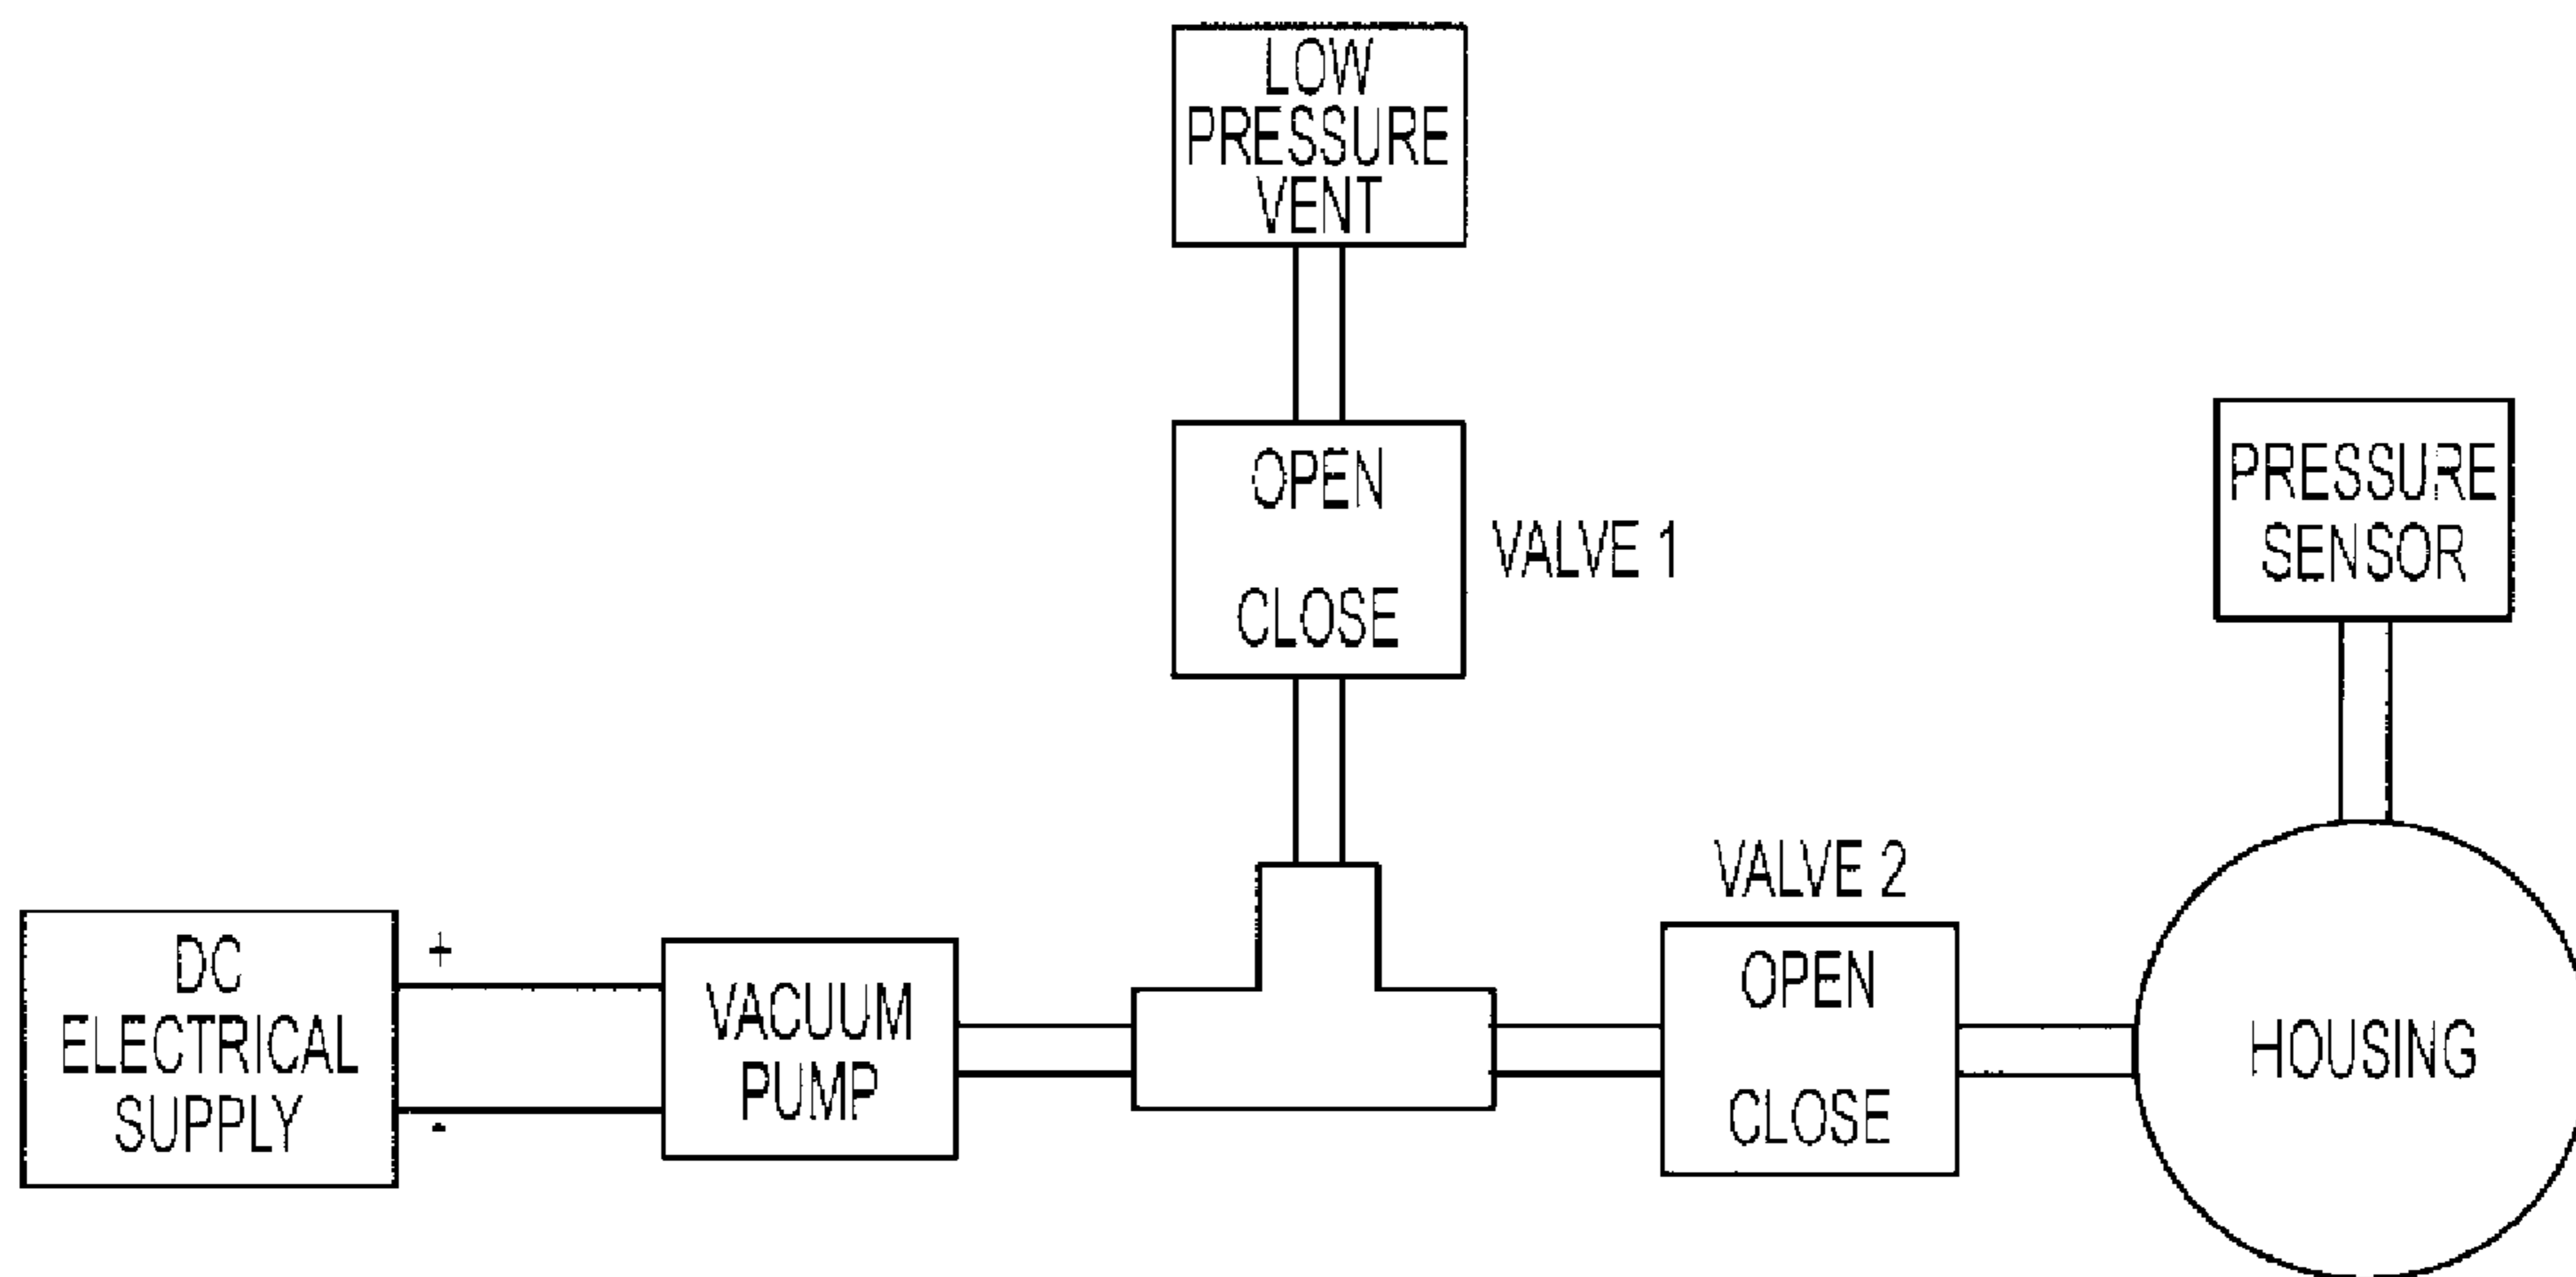 LOW
PRESSURE
VENT
OPEN
CLOSE
VALVE 1
PRESSURE
SENSOR
VALVE 2
DC
ELECTRICAL
SUPPLY
+
-
VACUUM
PUMP
OPEN
CLOSE
HOUSING